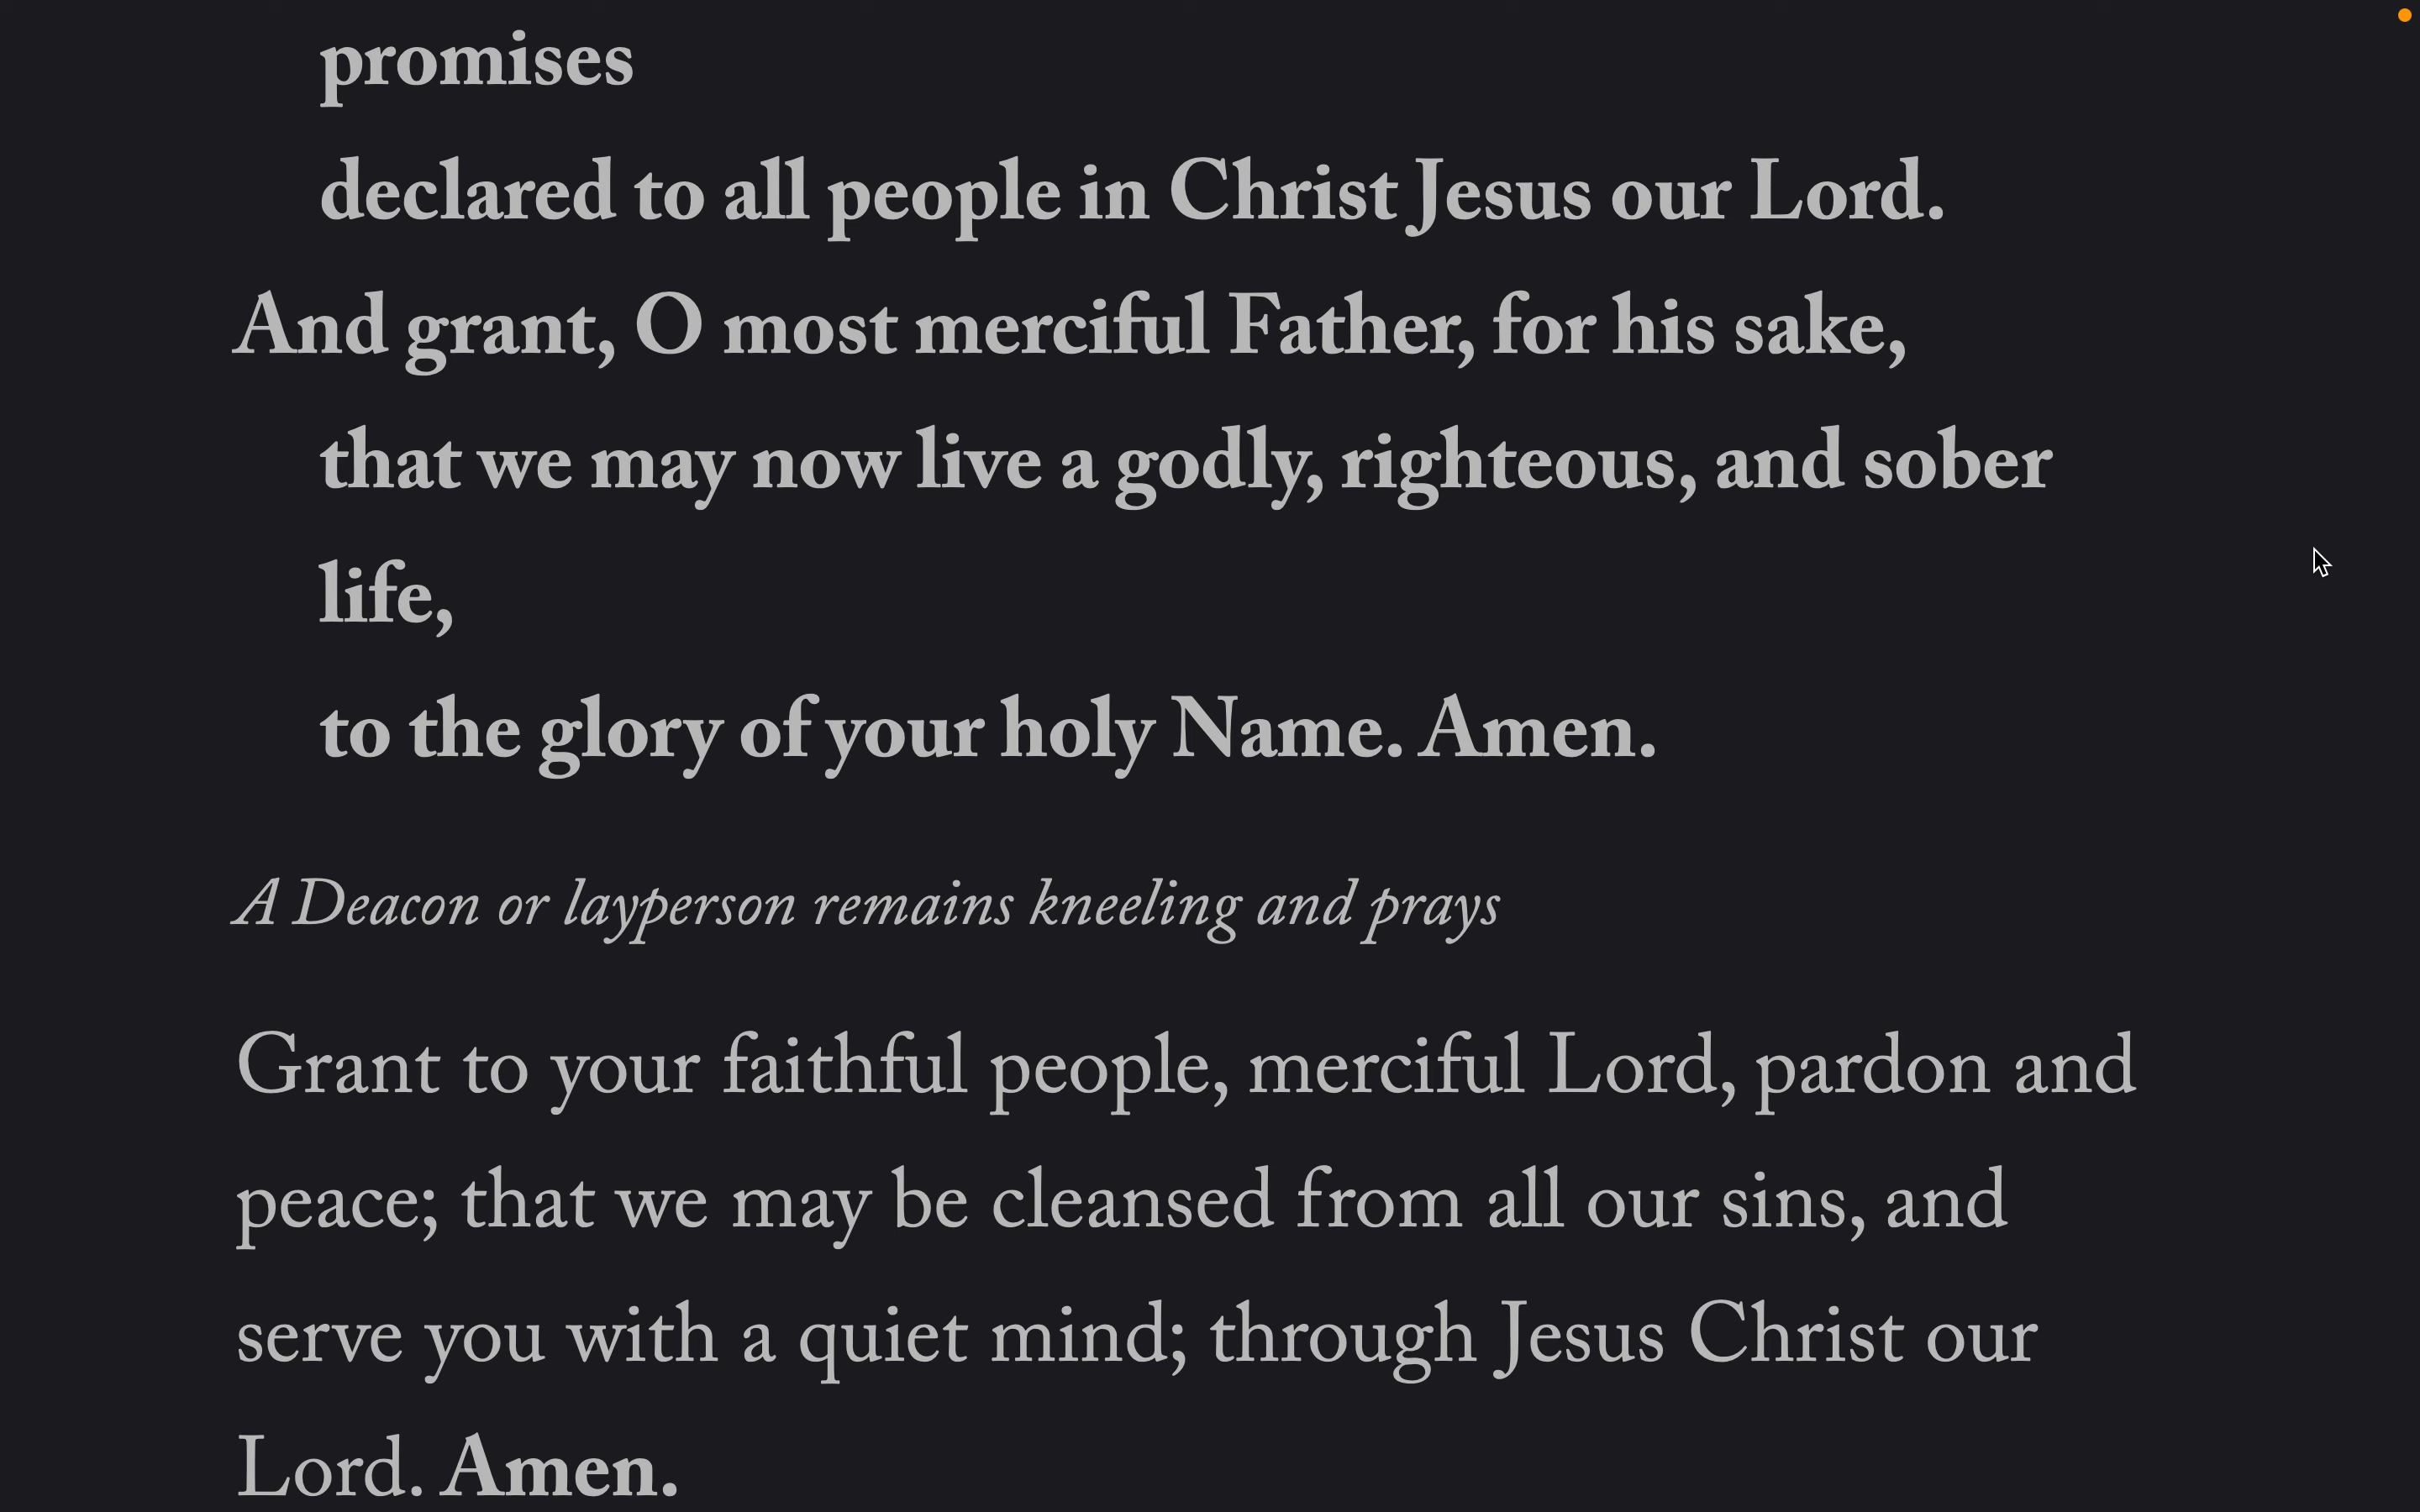 promises
declared to all people in Christ Jesus our Lord.
And grant, O most merciful Father, for his sake,
that we may now live a godly, righteous, and sober
life,
to the glory of your holy Name. Amen.
A Deacon or layperson remains kneeling and prays
Grant to your faithful people, merciful Lord, pardon and
peace; that we may be cleansed from all our sins, and
serve you with a quiet mind; through Jesus Christ our
Lord. Amen.